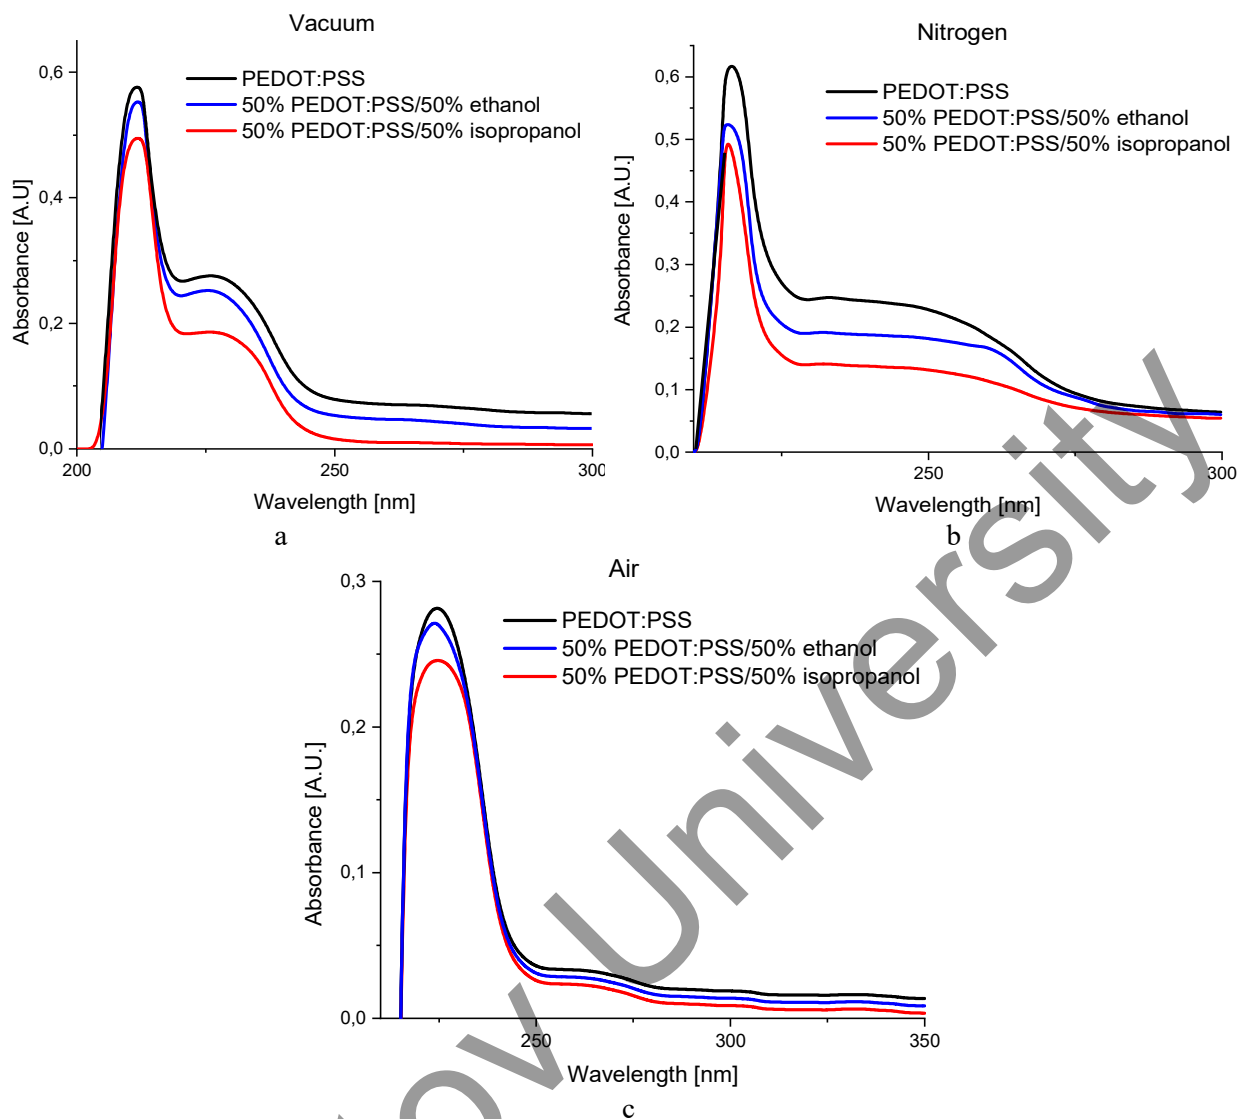 Vacuum
0,6
0,4
0,2
0,0
Absorbance [A.U]
PEDOT:PSS
50% PEDOT:PSS/50% ethanol
50% PEDOT:PSS/50% isopropanol
200
250
300
Wavelength [nm]
a
Nitrogen
0,6
0,5
0,4
0,3
0,2
0,1
0,0
Absorbance [A.U.]
PEDOT:PSS
50% PEDOT:PSS/50% ethanol
50% PEDOT:PSS/50% isopropanol
250
300
Wavelength [nm]
b
Air
0,3
0,2
0,1
0,0
Absorbance [A.U.]
PEDOT:PSS
50% PEDOT:PSS/50% ethanol
50% PEDOT:PSS/50% isopropanol
250
300
350
Wavelength [nm]
c
ov University